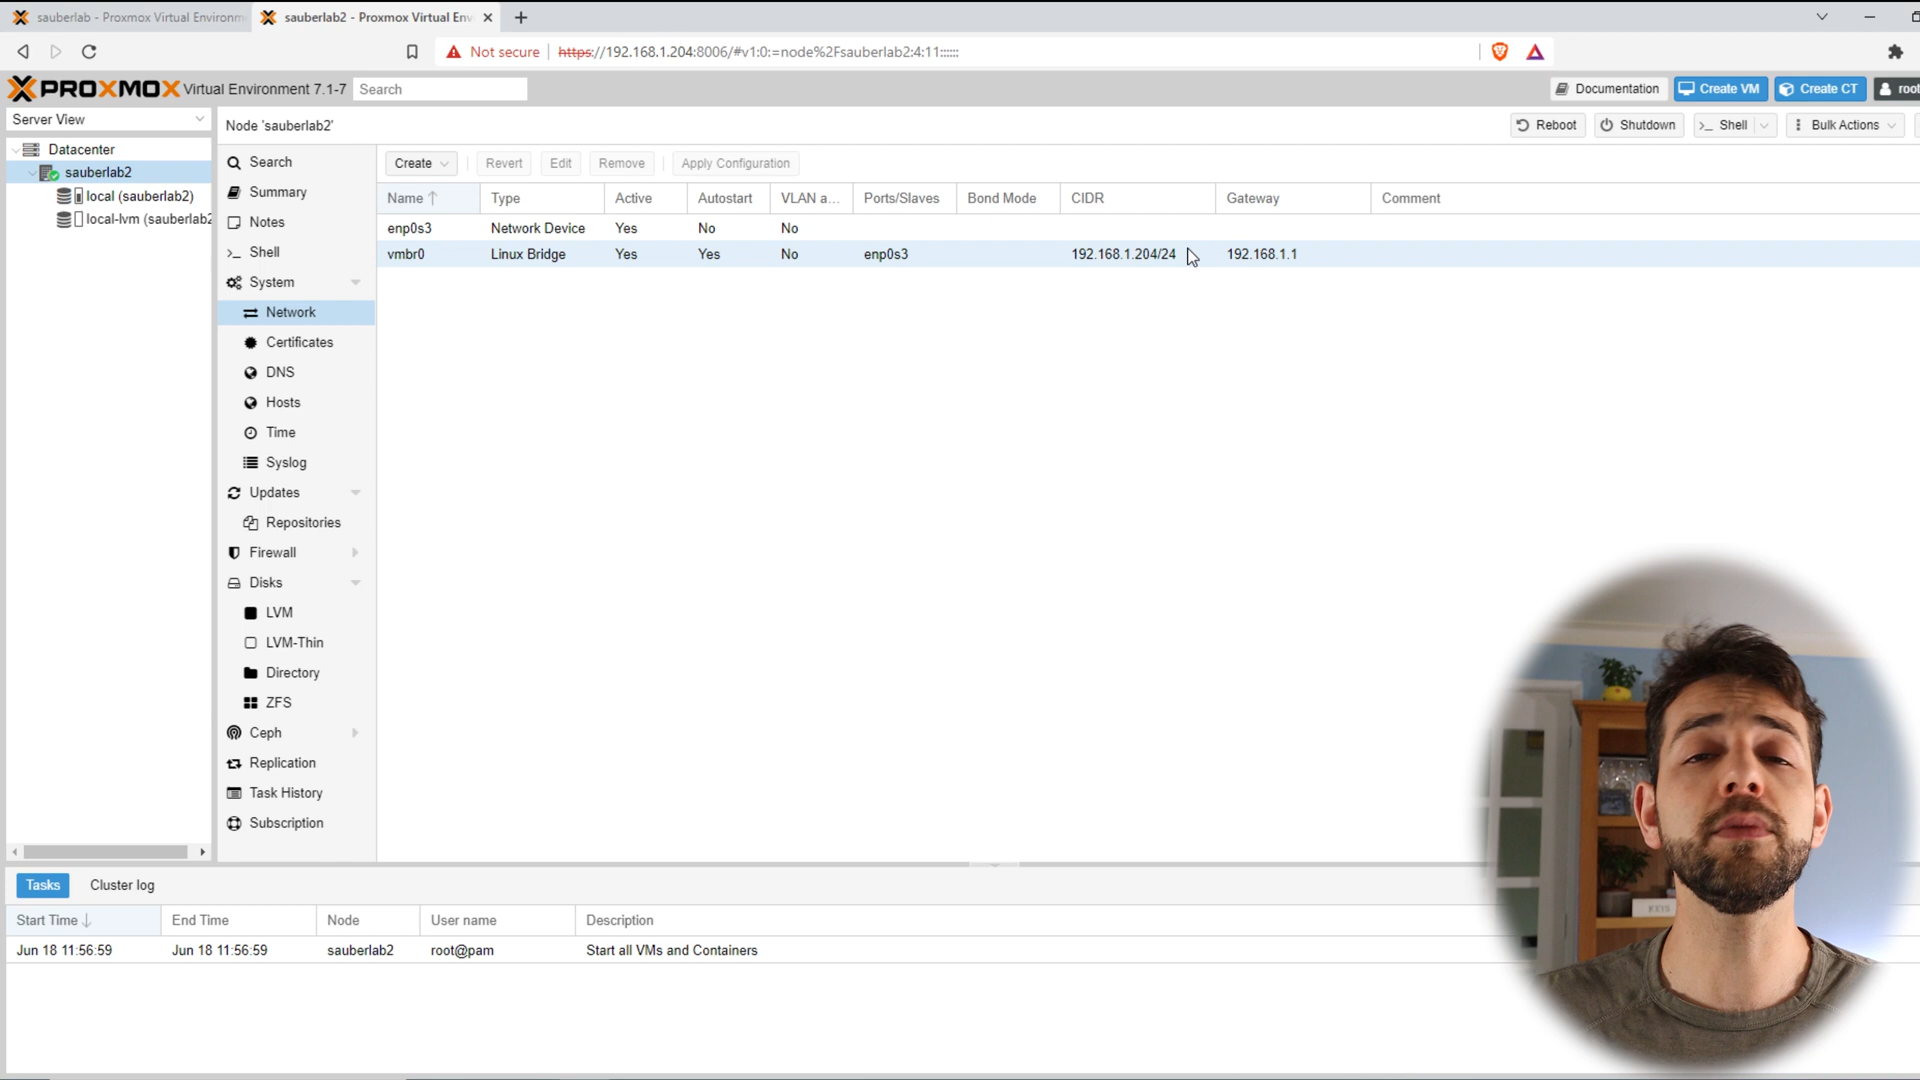 sauberlab - Proxmox Virtual Environm
sauberlab2 - Proxmox Virtual Env
Not secure
https://192.168.1.204:8006/#v1:0:=node%2Fsauberlab2:4:11::::::
PROXMOX Virtual Environment 7.1-7
Search
Documentation
Create VM
Create CT
root
Server View
Node 'sauberlab2'
Reboot
Shutdown
Shell
Bulk Actions
Datacenter
sauberlab2
local (sauberlab2)
local-lvm (sauberlab2
Search
Summary
Notes
Shell
System
Network
Certificates
DNS
Hosts
Time
Syslog
Updates
Repositories
Firewall
Disks
LVM
LVM-Thin
Directory
ZFS
Ceph
Replication
Task History
Subscription
Create Revert Edit Remove Apply Configuration
Name Type Active Autostart VLAN a... Ports/Slaves Bond Mode CIDR Gateway Comment
enp0s3 Network Device Yes No No
vmbr0 Linux Bridge Yes Yes No enp0s3 192.168.1.204/24 192.168.1.1
KEYS
Tasks Cluster log
Start Time End Time Node User name Description
Jun 18 11:56:59 Jun 18 11:56:59 sauberlab2 root@pam Start all VMs and Containers